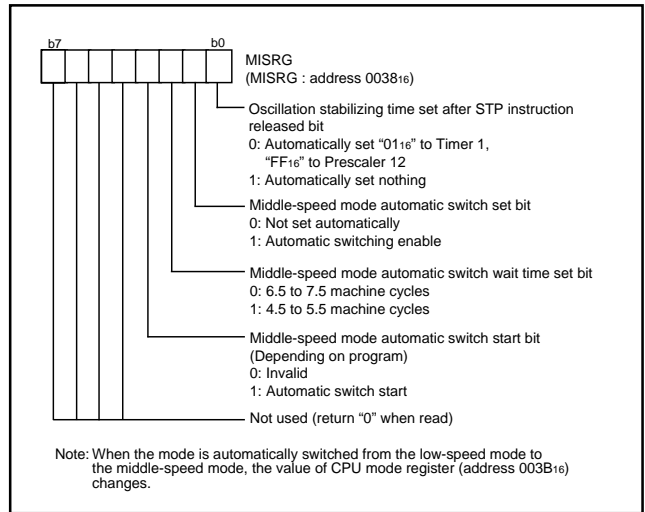 b7 b0
MISRG
(MISRG : address 003816)
Oscillation stabilizing time set after STP instruction
released bit
0: Automatically set “0116” to Timer 1,
“FF16” to Prescaler 12
1: Automatically set nothing
Middle-speed mode automatic switch set bit
0: Not set automatically
1: Automatic switching enable
Middle-speed mode automatic switch wait time set bit
0: 6.5 to 7.5 machine cycles
1: 4.5 to 5.5 machine cycles
Middle-speed mode automatic switch start bit
(Depending on program)
0: Invalid
1: Automatic switch start
Not used (return “0” when read)
Note: When the mode is automatically switched from the low-speed mode to
the middle-speed mode, the value of CPU mode register (address 003B16)
changes.